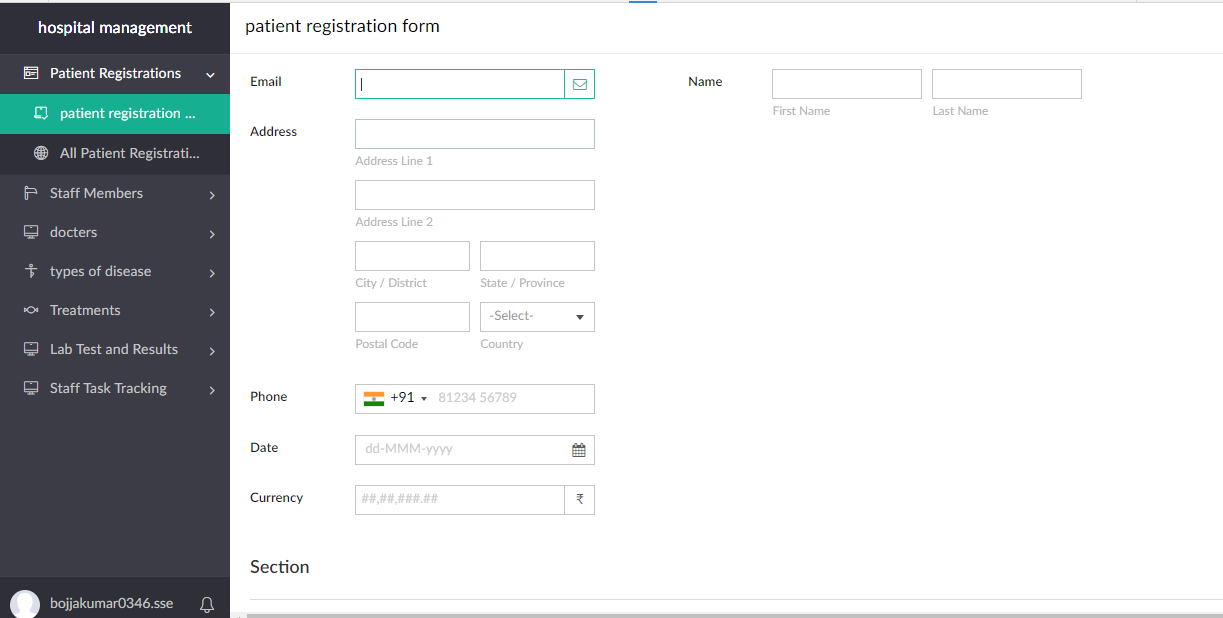 hospital management
Patient Registrations
patient registration ...
All Patient Registrati...
Staff Members
docters
types of disease
Treatments
Lab Test and Results
Staff Task Tracking
bojjakumar0346.sse
patient registration form
Email
Name
First Name
Last Name
Address
Address Line 1
Address Line 2
City / District
State / Province
-Select-
Postal Code
Country
Phone
+91
81234 56789
Date
dd-MMM-yyyy
Currency
##,##,###.##
₹
Section